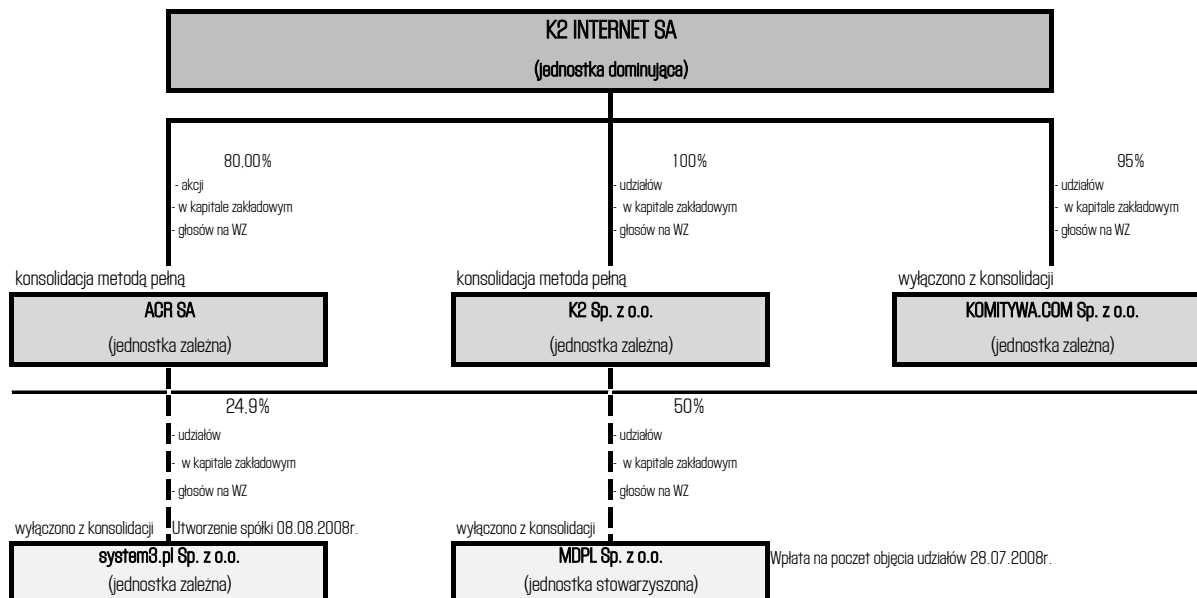 K2 INTERNET SA
(jednostka dominująca)
80,00%
- akcji
- w kapitale zakładowym
- głosów na WZ
100%
- udziałów
- w kapitale zakładowym
- głosów na WZ
95%
- udziałów
- w kapitale zakładowym
- głosów na WZ
konsolidacja metodą pełną
ACR SA
(jednostka zależna)
konsolidacja metoda pełną
K2 Sp. z o.o.
(jednostka zależna)
wyłączono z konsolidacji
KOMITYWA.COM Sp. z o.o.
(jednostka zależna)
24,9%
- udziałów
- w kapitale zakładowym
- głosów na WZ
50%
- udziałów
- w kapitale zakładowym
- głosów na WZ
wyłączono z konsolidacji
Utworzenie spółki 08.08.2008r.
system3.pl Sp. z o.o.
(jednostka zależna)
wyłączono z konsolidacji
MDPL Sp. z o.o.
(jednostka stowarzyszona)
Wpłata na poczet objęcia udziałów 28.07.2008r.